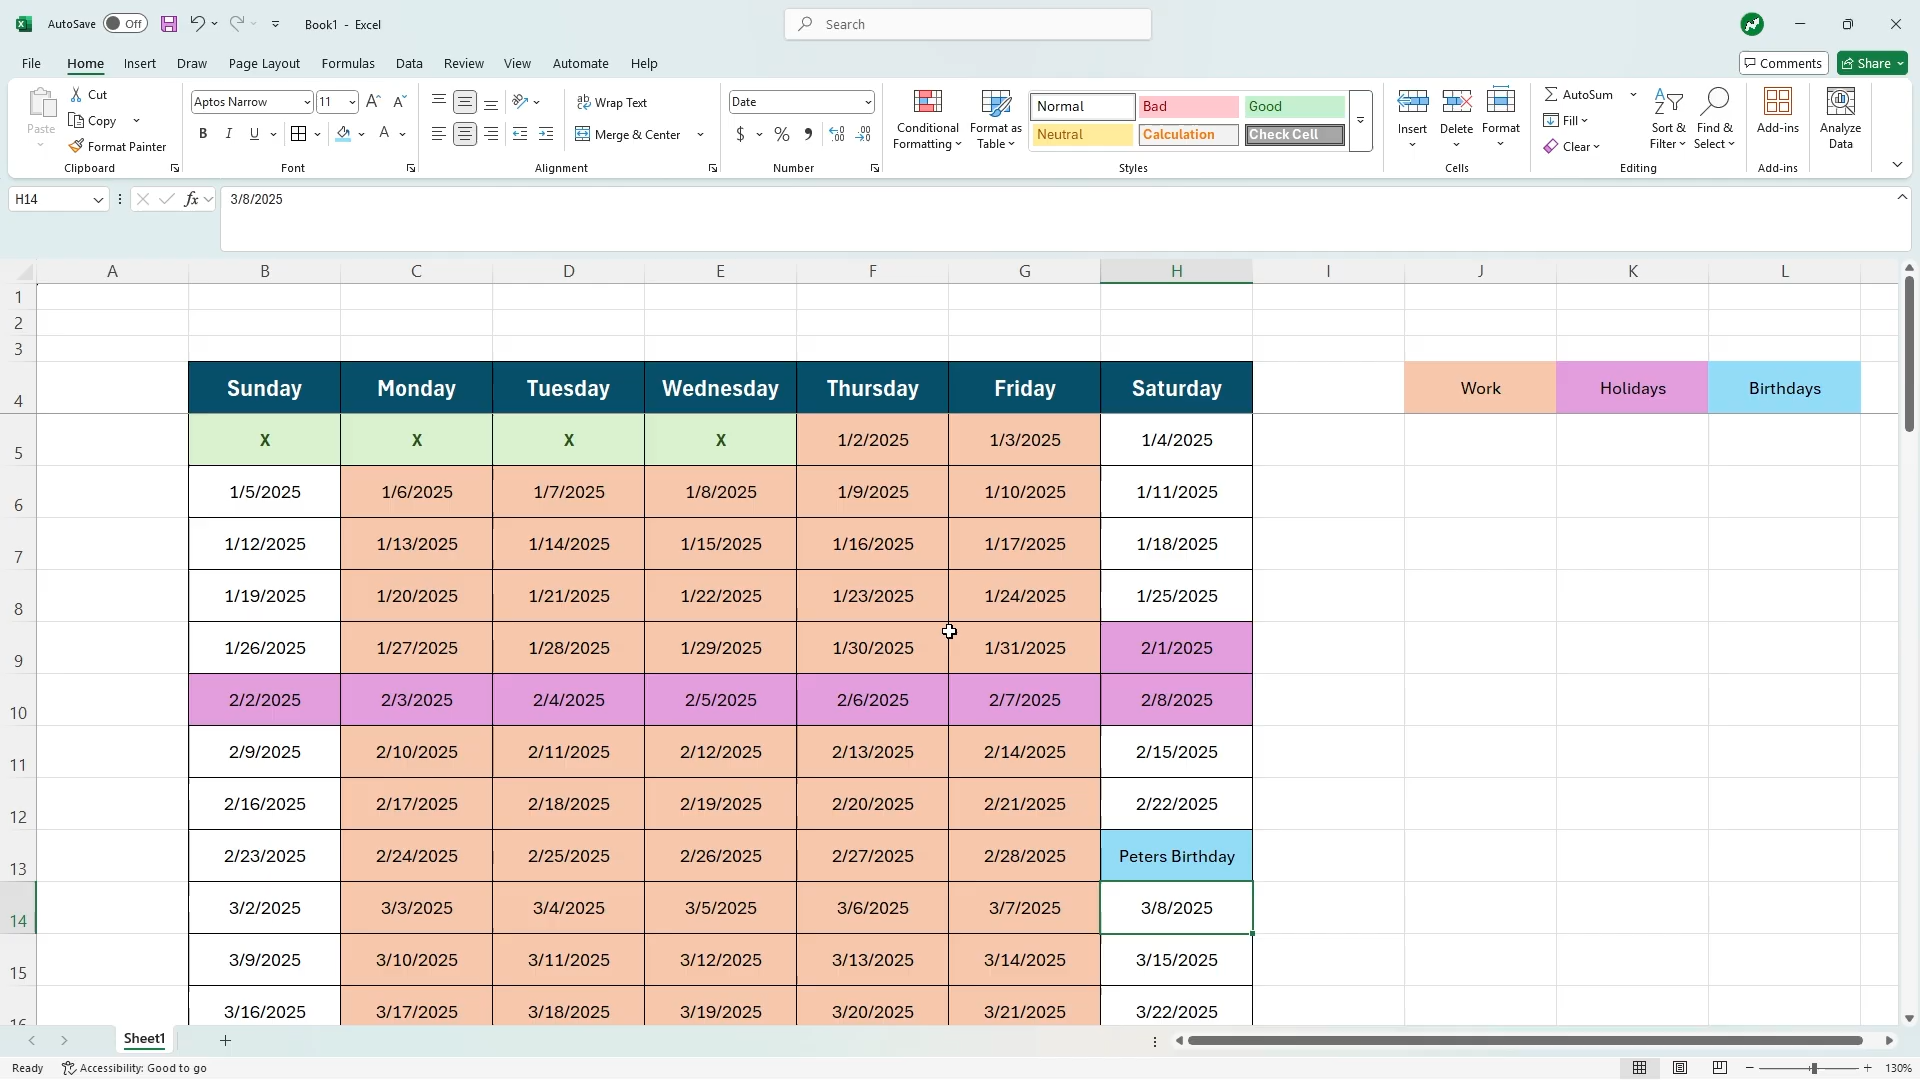 AutoSave Off Book1 - Excel Search
File Home Insert Draw Page Layout Formulas Data Review View Automate Help Comments Share
Paste Cut Copy Format Painter Clipboard
Aptos Narrow 11 B I U A Font
Wrap Text Merge & Center Alignment
Date $ % Number
Conditional Formatting Format as Table
Normal Bad Good
Neutral Calculation Check Cell
Styles
Insert Delete Format Cells
AutoSum Fill Clear Sort & Filter Find & Select Editing
Add-ins Add-ins
Analyze Data
H14 fx 3/8/2025
A B C D E F G H I J K L
1
2
3
4 Sunday Monday Tuesday Wednesday Thursday Friday Saturday Work Holidays Birthdays
5 X X X X 1/2/2025 1/3/2025 1/4/2025
6 1/5/2025 1/6/2025 1/7/2025 1/8/2025 1/9/2025 1/10/2025 1/11/2025
7 1/12/2025 1/13/2025 1/14/2025 1/15/2025 1/16/2025 1/17/2025 1/18/2025
8 1/19/2025 1/20/2025 1/21/2025 1/22/2025 1/23/2025 1/24/2025 1/25/2025
9 1/26/2025 1/27/2025 1/28/2025 1/29/2025 1/30/2025 1/31/2025 2/1/2025
10 2/2/2025 2/3/2025 2/4/2025 2/5/2025 2/6/2025 2/7/2025 2/8/2025
11 2/9/2025 2/10/2025 2/11/2025 2/12/2025 2/13/2025 2/14/2025 2/15/2025
12 2/16/2025 2/17/2025 2/18/2025 2/19/2025 2/20/2025 2/21/2025 2/22/2025
13 2/23/2025 2/24/2025 2/25/2025 2/26/2025 2/27/2025 2/28/2025 Peters Birthday
14 3/2/2025 3/3/2025 3/4/2025 3/5/2025 3/6/2025 3/7/2025 3/8/2025
15 3/9/2025 3/10/2025 3/11/2025 3/12/2025 3/13/2025 3/14/2025 3/15/2025
16 3/16/2025 3/17/2025 3/18/2025 3/19/2025 3/20/2025 3/21/2025 3/22/2025
Sheet1
Ready Accessibility: Good to go 130%